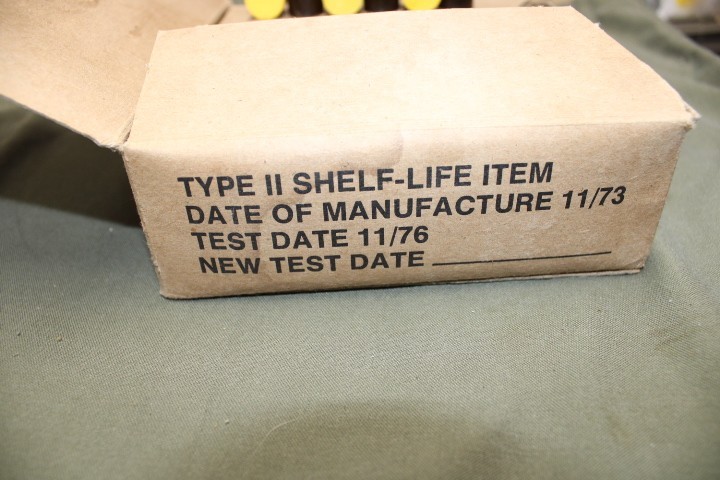 TYPE II SHELF-LIFE ITEM
DATE OF MANUFACTURE 11/73
TEST DATE 11/76
NEW TEST DATE